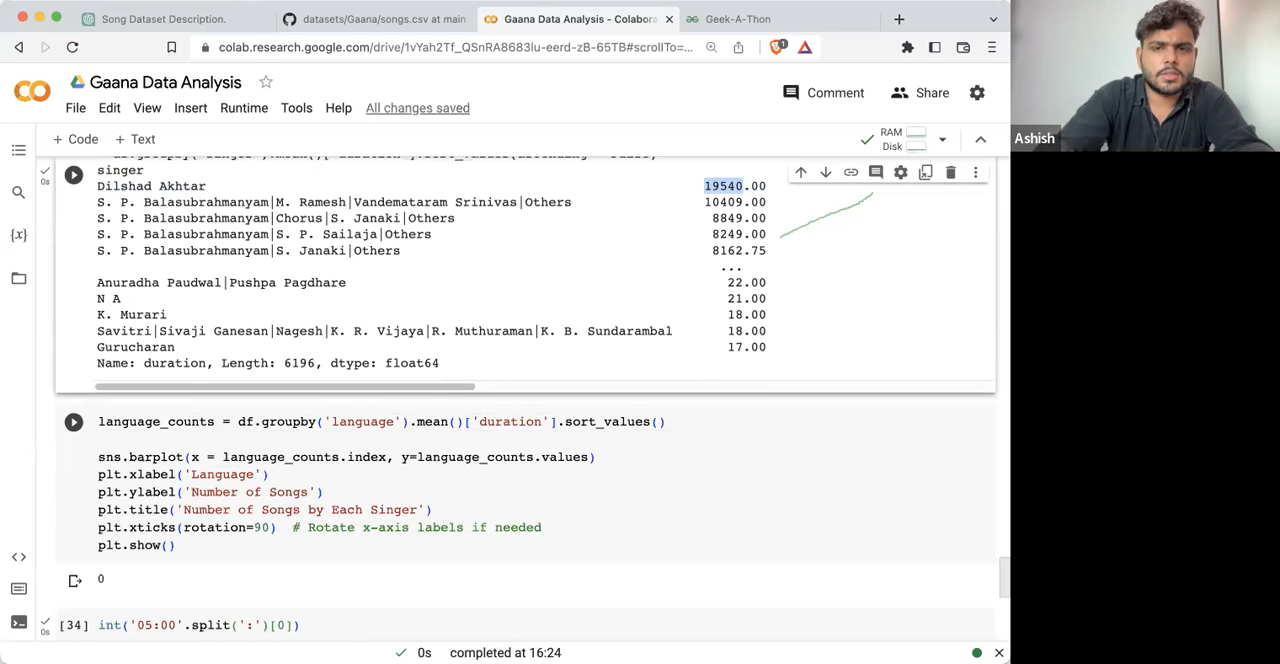 Song Dataset Description.
datasets/Gaana/songs.csv at main
Gaana Data Analysis - Colabora
Geek-A-Thon
colab.research.google.com/drive/1vYah2Tf_QSnRA8683lu-eerd-zB-65TB#scrollTo=...
1
Gaana Data Analysis
File Edit View Insert Runtime Tools Help All changes saved
Comment Share
+ Code + Text
RAM
Disk
0s
singer
Dilshad Akhtar 19540.00
S. P. Balasubrahmanyam|M. Ramesh|Vandemataram Srinivas|Others 10409.00
S. P. Balasubrahmanyam|Chorus|S. Janaki|Others 8849.00
S. P. Balasubrahmanyam|S. P. Sailaja|Others 8249.00
S. P. Balasubrahmanyam|S. Janaki|Others 8162.75
...
Anuradha Paudwal|Pushpa Pagdhare 22.00
N A 21.00
K. Murari 18.00
Savitri|Sivaji Ganesan|Nagesh|K. R. Vijaya|R. Muthuraman|K. B. Sundarambal 18.00
Gurucharan 17.00
Name: duration, Length: 6196, dtype: float64
language_counts = df.groupby('language').mean()['duration'].sort_values()
sns.barplot(x = language_counts.index, y=language_counts.values)
plt.xlabel('Language')
plt.ylabel('Number of Songs')
plt.title('Number of Songs by Each Singer')
plt.xticks(rotation=90) # Rotate x-axis labels if needed
plt.show()
0
[34] int('05:00'.split(':')[0])
0s
0s completed at 16:24
Ashish